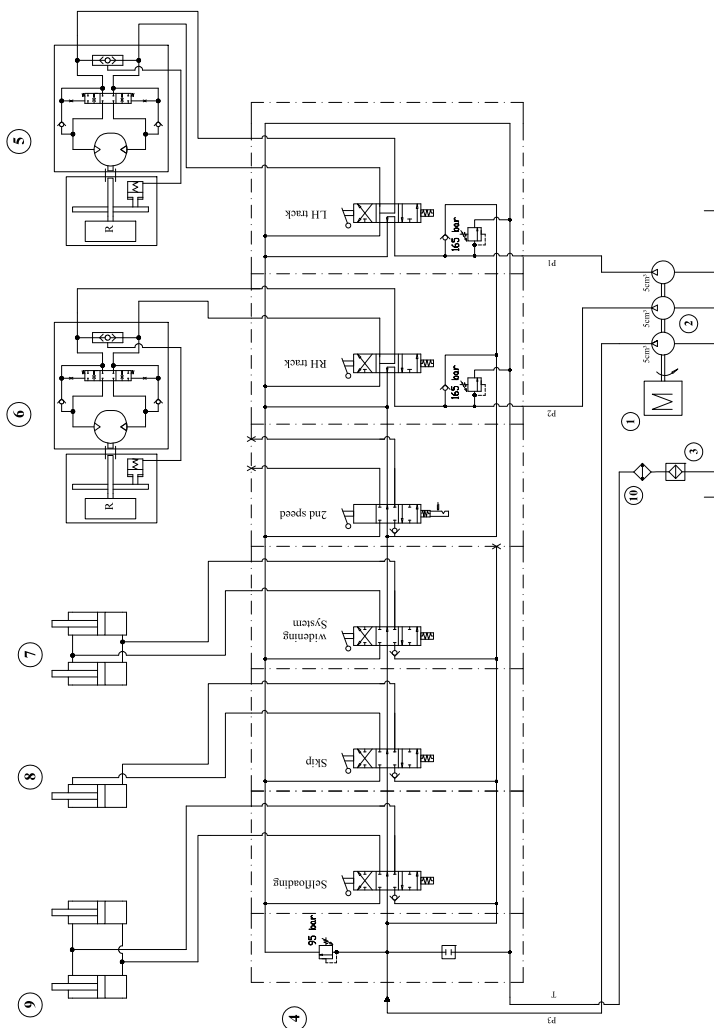 5
R
6
R
7
8
9
4
LH track
165 bar
RH track
165 bar
2nd speed
widening
System
Skip
Selfloading
95 bar
P1
P2
P3
T
5cm³
5cm³
5cm³
M
1
2
3
10